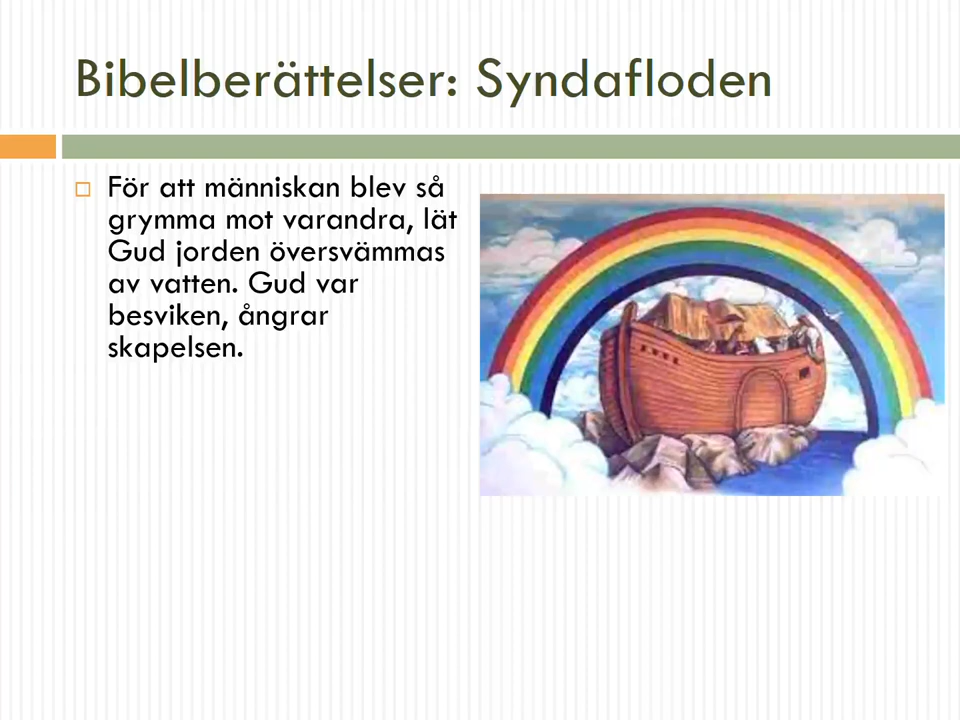 Bibelberättelser: Syndafloden
För att människan blev så
grymma mot varandra, lät
Gud jorden översvämmas
av vatten. Gud var
besviken, ångrar
skapelsen.